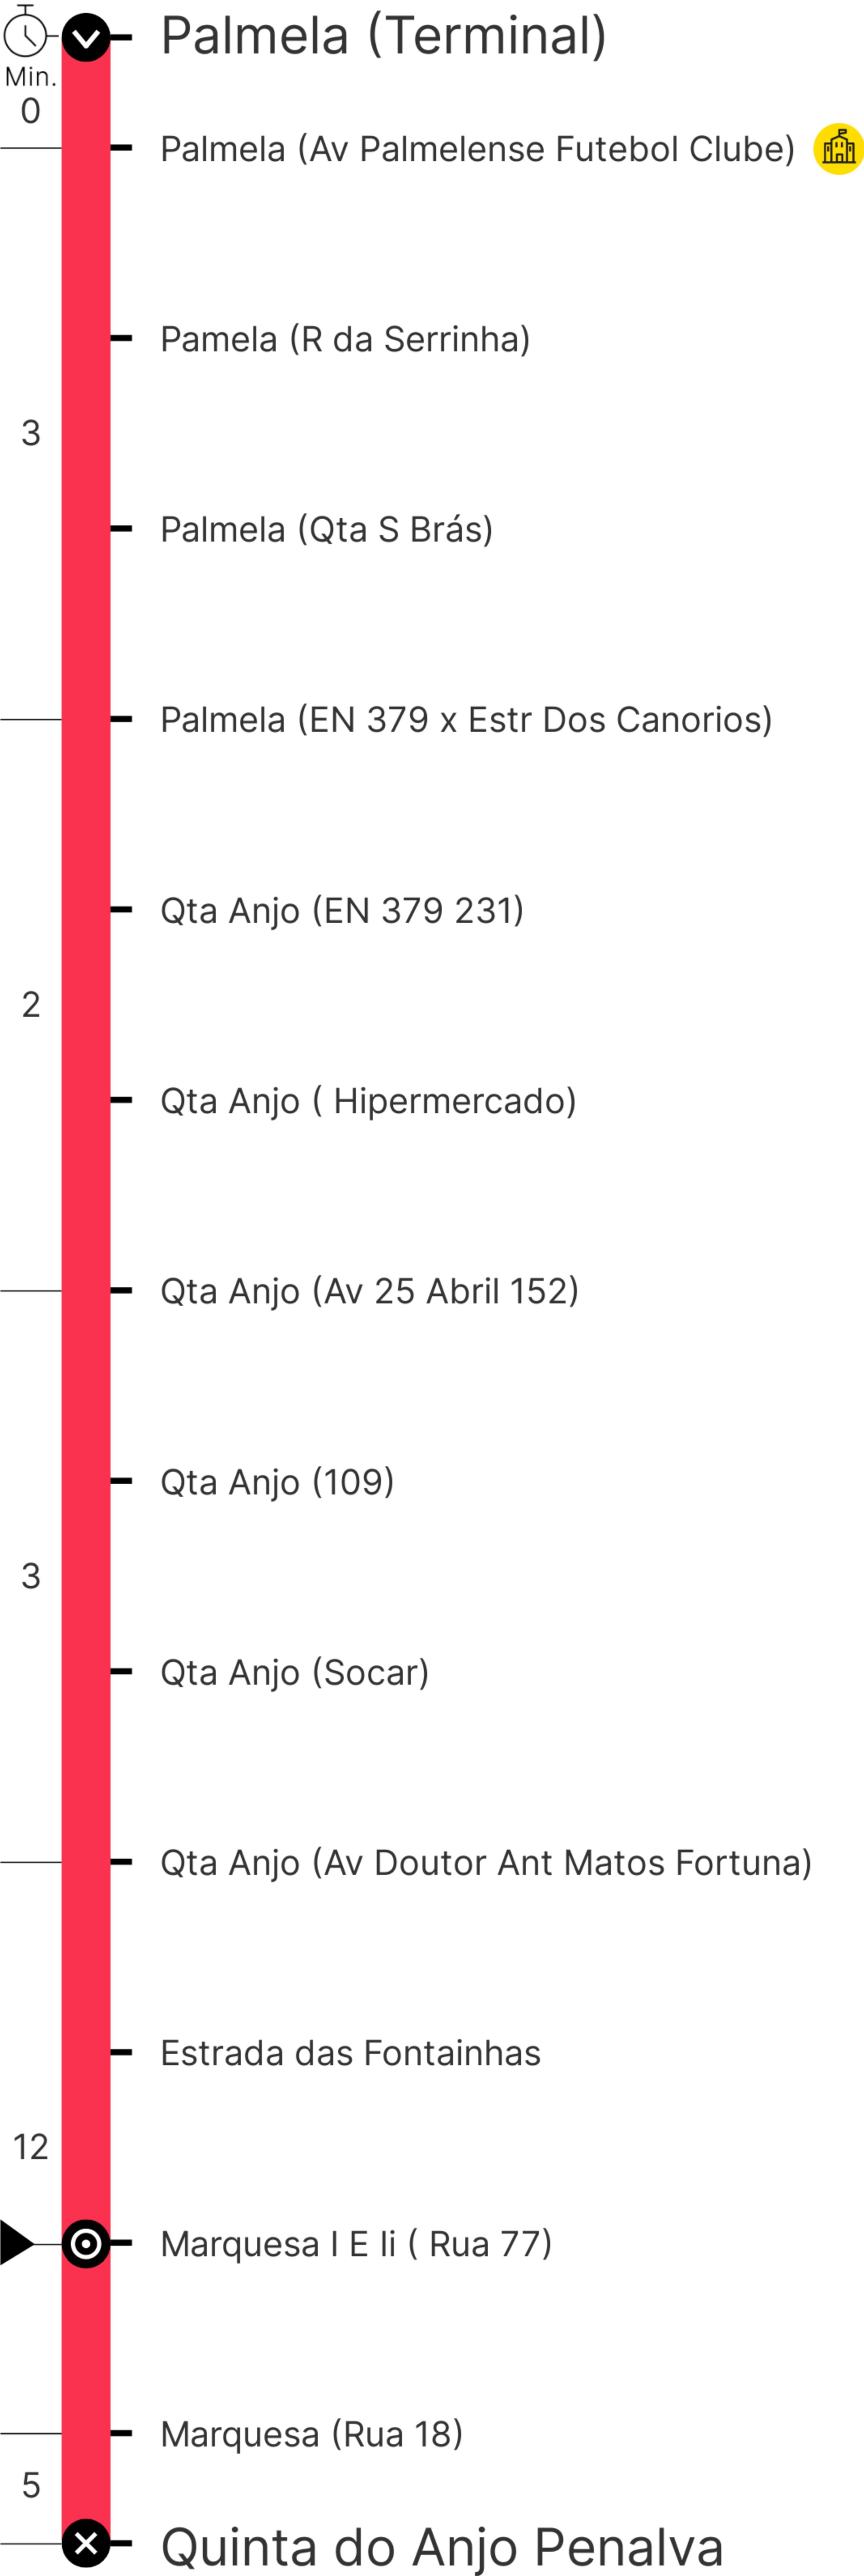 Palmela (Terminal)
Min.
0
Palmela (Av Palmelense Futebol Clube)
Pamela (R da Serrinha)
3
Palmela (Qta S Brás)
Palmela (EN 379 x Estr Dos Canorios)
Qta Anjo (EN 379 231)
2
Qta Anjo ( Hipermercado)
Qta Anjo (Av 25 Abril 152)
Qta Anjo (109)
3
Qta Anjo (Socar)
Qta Anjo (Av Doutor Ant Matos Fortuna)
Estrada das Fontainhas
12
Marquesa I E Ii ( Rua 77)
Marquesa (Rua 18)
5
Quinta do Anjo Penalva